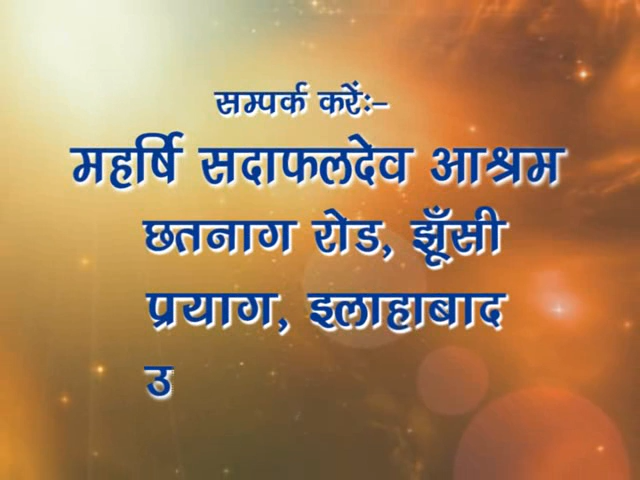 सम्पर्क करेंः–
महर्षि सदाफलदेव आश्रम
छतनाग रोड, झूँसी
प्रयाग, इलाहाबाद
उ